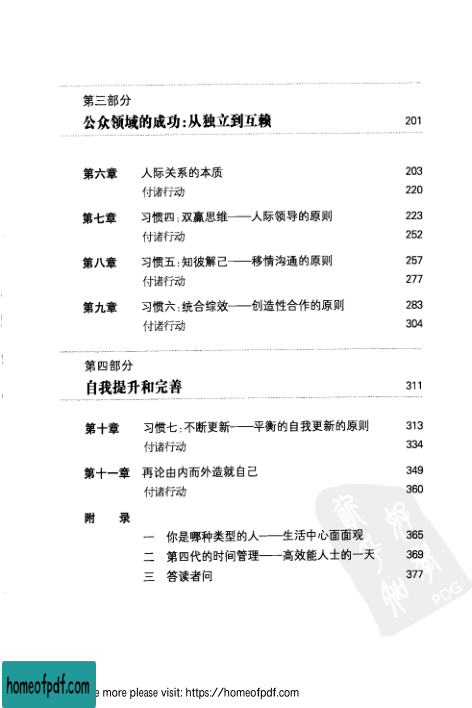 第三部分
公众领域的成功:从独立到互赖 201
第六章 人际关系的本质 203
付诸行动 220
第七章 习惯四:双赢思维——人际领导的原则 223
付诸行动 252
第八章 习惯五:知彼解己——移情沟通的原则 257
付诸行动 277
第九章 习惯六:统合综效——创造性合作的原则 283
付诸行动 304
第四部分
自我提升和完善 311
第十章 习惯七:不断更新——平衡的自我更新的原则 313
付诸行动 334
第十一章 再论由内而外造就自己 349
付诸行动 360
附 录
一 你是哪种类型的人——生活中心面面观 365
二 第四代的时间管理——高效能人士的一天 369
三 答读者问 377
PDG
homeofpdf.com
e more please visit: https://homeofpdf.com